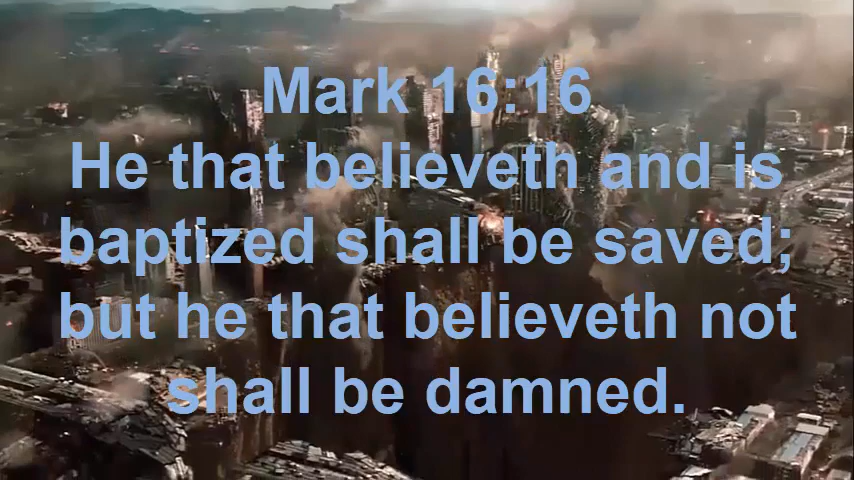 Mark 16:16
He that believeth and is
baptized shall be saved;
but he that believeth not
shall be damned.